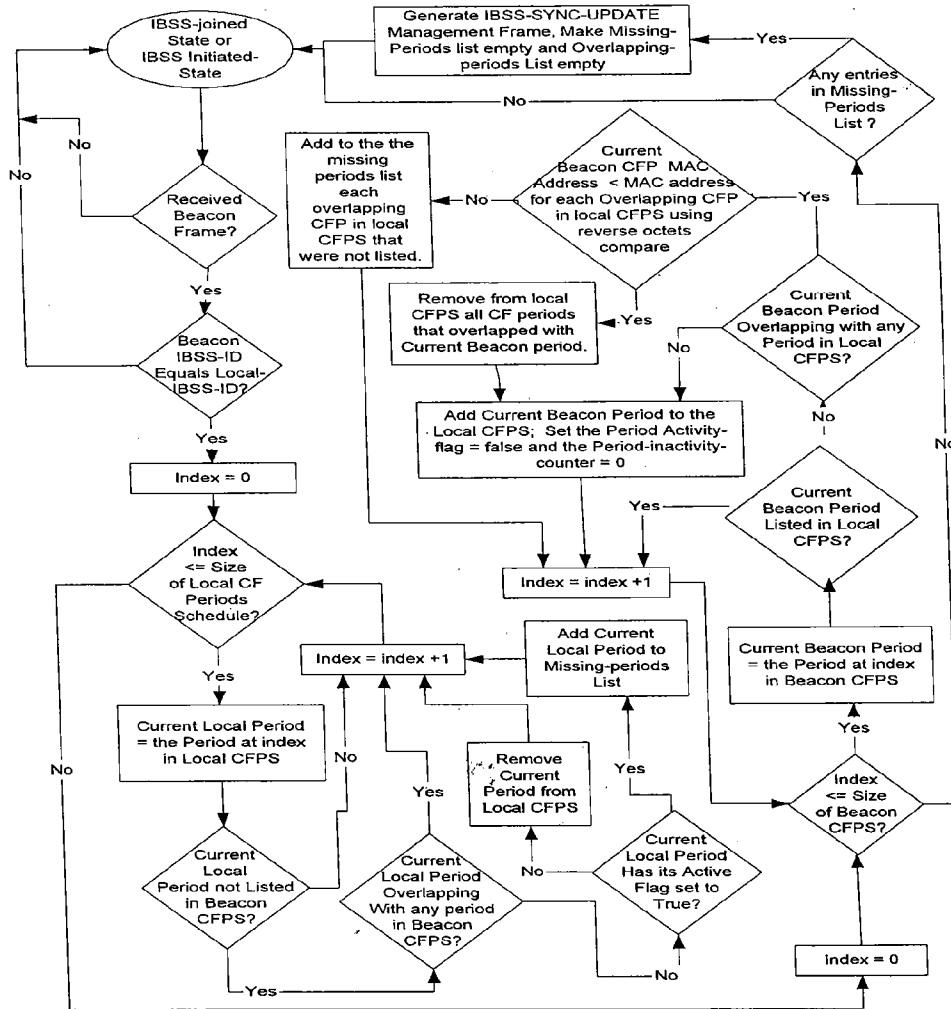 IBSS-joined
State or
IBSS Initiated-
State
Generate IBSS-SYNC-UPDATE
Management Frame, Make Missing-
Periods list empty and Overlapping-
periods List empty
Yes
Any entries
in Missing-
Periods
List ?
No
No
No
Received
Beacon
Frame?
Yes
Add to the the
missing
periods list
each
overlapping
CFP in local
CFPS that
were not listed.
No
Current
Beacon CFP MAC
Address < MAC address
for each Overlapping CFP
in local CFPS using
reverse octets
compare
Yes
Yes
Remove from local
CFPS all CF periods
that overlapped with
Current Beacon period.
Current
Beacon Period
Overlapping with any
Period in Local
CFPS?
No
No
Beacon
IBSS-ID
Equals Local-
IBSS-ID?
Yes
Add Current Beacon Period to the
Local CFPS; Set the Period Activity-
flag = false and the Period-inactivity-
counter = 0
No
Index = 0
Current
Beacon Period
Listed in Local
CFPS?
Yes
Index = index +1
Index
<= Size
of Local CF
Periods
Schedule?
Yes
No
Index = index +1
Add Current
Local Period to
Missing-periods
List
Current Beacon Period
= the Period at index
in Beacon CFPS
Yes
Current Local Period
= the Period at index
in Local CFPS
No
Remove
Current
Period from
Local CFPS
Yes
Yes
Index
<= Size
of Beacon
CFPS?
Current
Local
Period not Listed
in Beacon
CFPS?
Yes
Current
Local Period
Overlapping
With any period
in Beacon
CFPS?
No
No
Current
Local Period
Has its Active
Flag set to
True?
index = 0